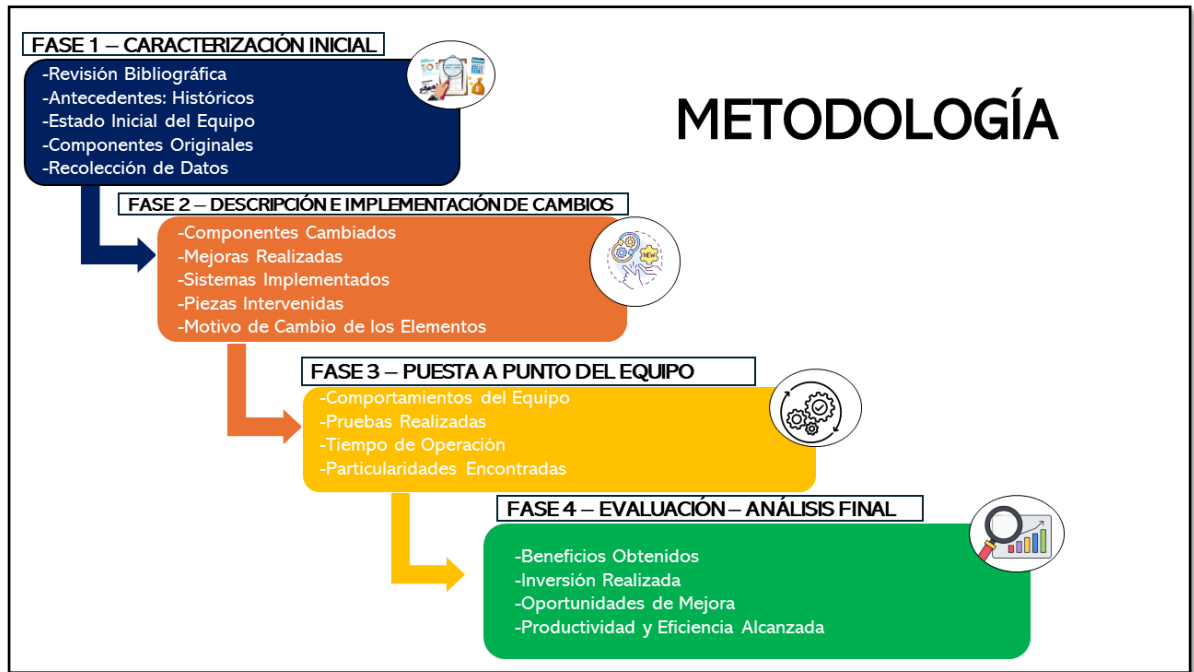 METODOLOGÍA
FASE 1 – CARACTERIZACIÓN INICIAL
-Revisión Bibliográfica
-Antecedentes: Históricos
-Estado Inicial del Equipo
-Componentes Originales
-Recolección de Datos
FASE 2 – DESCRIPCIÓN E IMPLEMENTACIÓN DE CAMBIOS
-Componentes Cambiados
-Mejoras Realizadas
-Sistemas Implementados
-Piezas Intervenidas
-Motivo de Cambio de los Elementos
NEW
FASE 3 – PUESTA A PUNTO DEL EQUIPO
-Comportamientos del Equipo
-Pruebas Realizadas
-Tiempo de Operación
-Particularidades Encontradas
FASE 4 – EVALUACIÓN – ANÁLISIS FINAL
-Beneficios Obtenidos
-Inversión Realizada
-Oportunidades de Mejora
-Productividad y Eficiencia Alcanzada